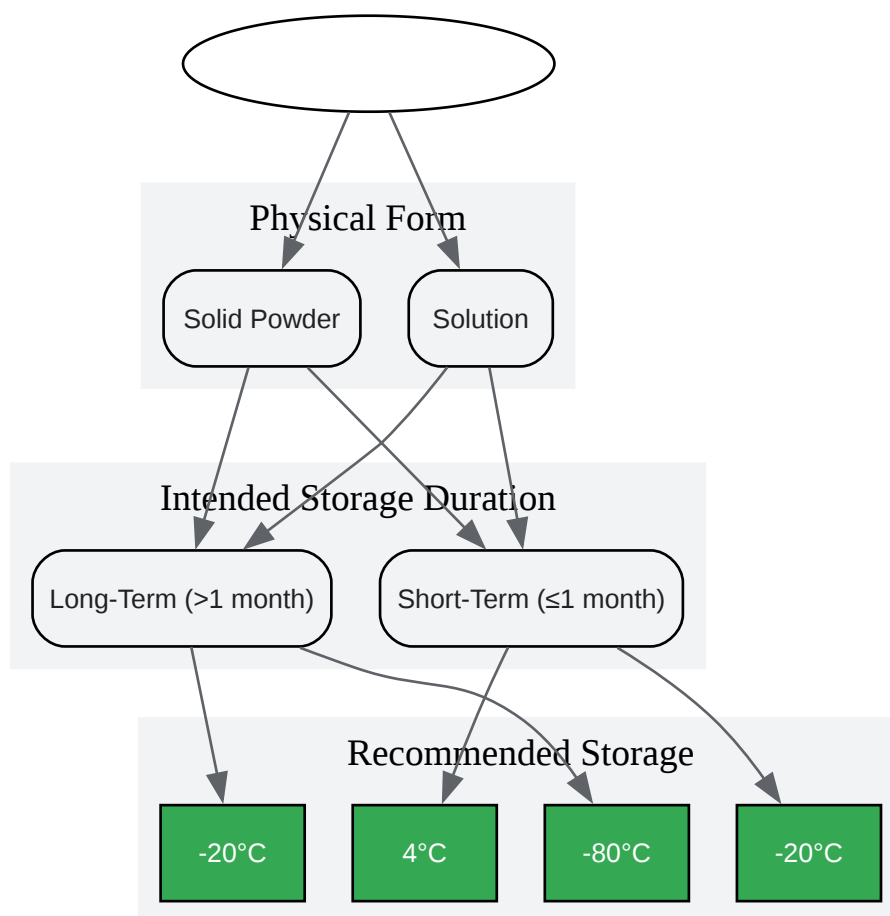 Physical Form
Solid Powder
Solution
Intended Storage Duration
Long-Term (>1 month)
Short-Term (≤1 month)
Recommended Storage
-20°C
4°C
-80°C
-20°C